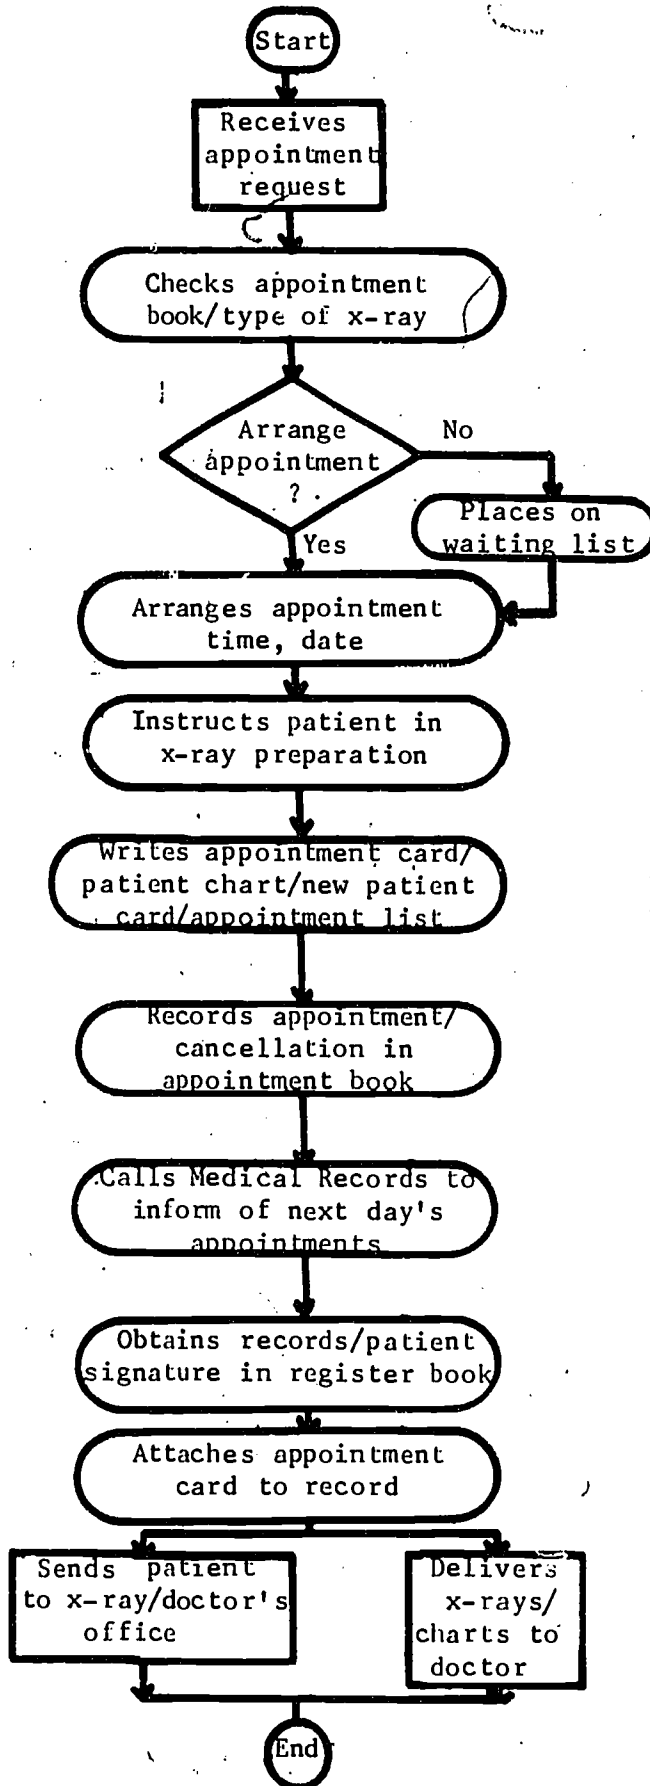 Start
Receives
appointment
request
Checks appointment
book/type of x-ray
Arrange
appointment
?
No
Yes
Places on
waiting list
Arranges appointment
time, date
Instructs patient in
x-ray preparation
Writes appointment card/
patient chart/new patient
card/appointment list
Records appointment/
cancellation in
appointment book
Calls Medical Records to
inform of next day's
appointments
Obtains records/patient
signature in register book
Attaches appointment
card to record
Sends patient
to x-ray/doctor's
office
Delivers
x-rays/
charts to
doctor
End